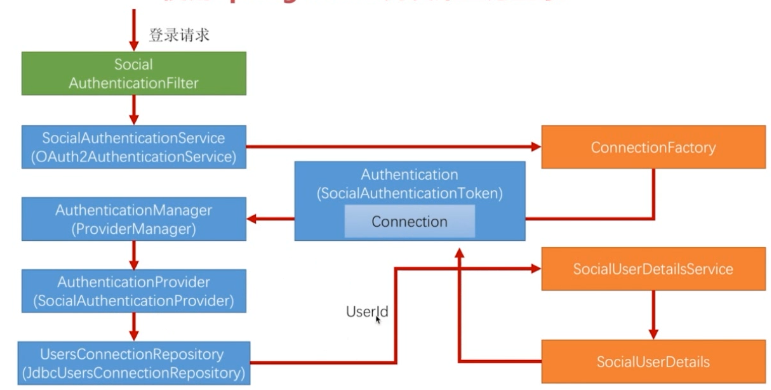 登录请求
Social
AuthenticationFilter
SocialAuthenticationService
(OAuth2AuthenticationService)
ConnectionFactory
Authentication
(SocialAuthenticationToken)
Connection
AuthenticationManager
(ProviderManager)
AuthenticationProvider
(SocialAuthenticationProvider)
SocialUserDetailsService
UserId
UsersConnectionRepository
(JdbcUsersConnectionRepository)
SocialUserDetails